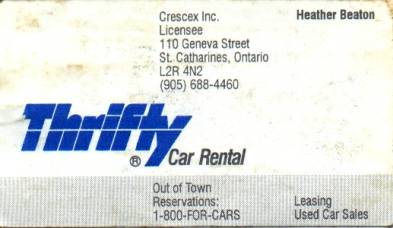 Crescex Inc.
Licensee
110 Geneva Street
St. Catharines, Ontario
L2R 4N2
(905) 688-4460
Heather Beaton
Thrifty
® Car Rental
Out of Town
Reservations:
1-800-FOR-CARS
Leasing
Used Car Sales